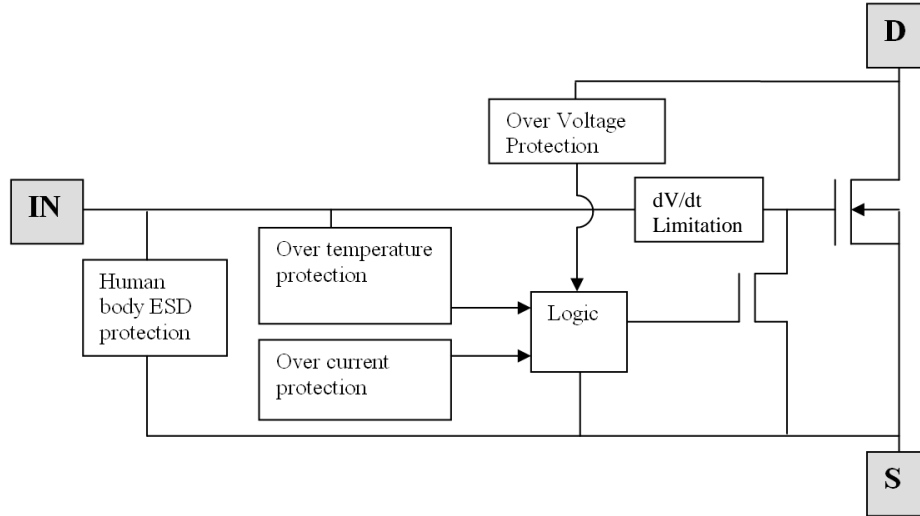 D
Over Voltage
Protection
IN
dV/dt
Limitation
Over temperature
protection
Human
body ESD
protection
Logic
Over current
protection
S